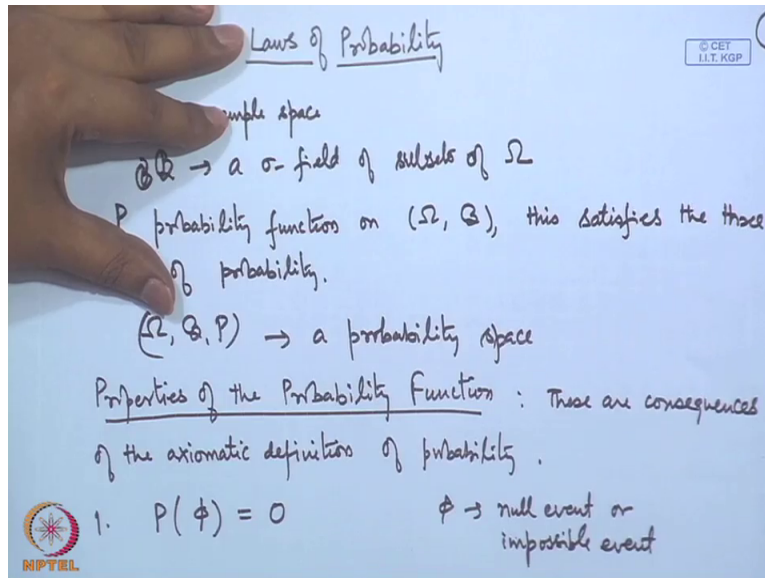 Laws of Probability
© CET
I.I.T. KGP
space
𝓑 → a σ-field of subsets of Ω
P probability function on (Ω, 𝓑), this satisfies the three
of probability.
(Ω, 𝓑, P) → a probability space
Properties of the Probability Function : These are consequences
of the axiomatic definition of probability.
1. P(ϕ) = 0
ϕ → null event or
impossible event
NPTEL